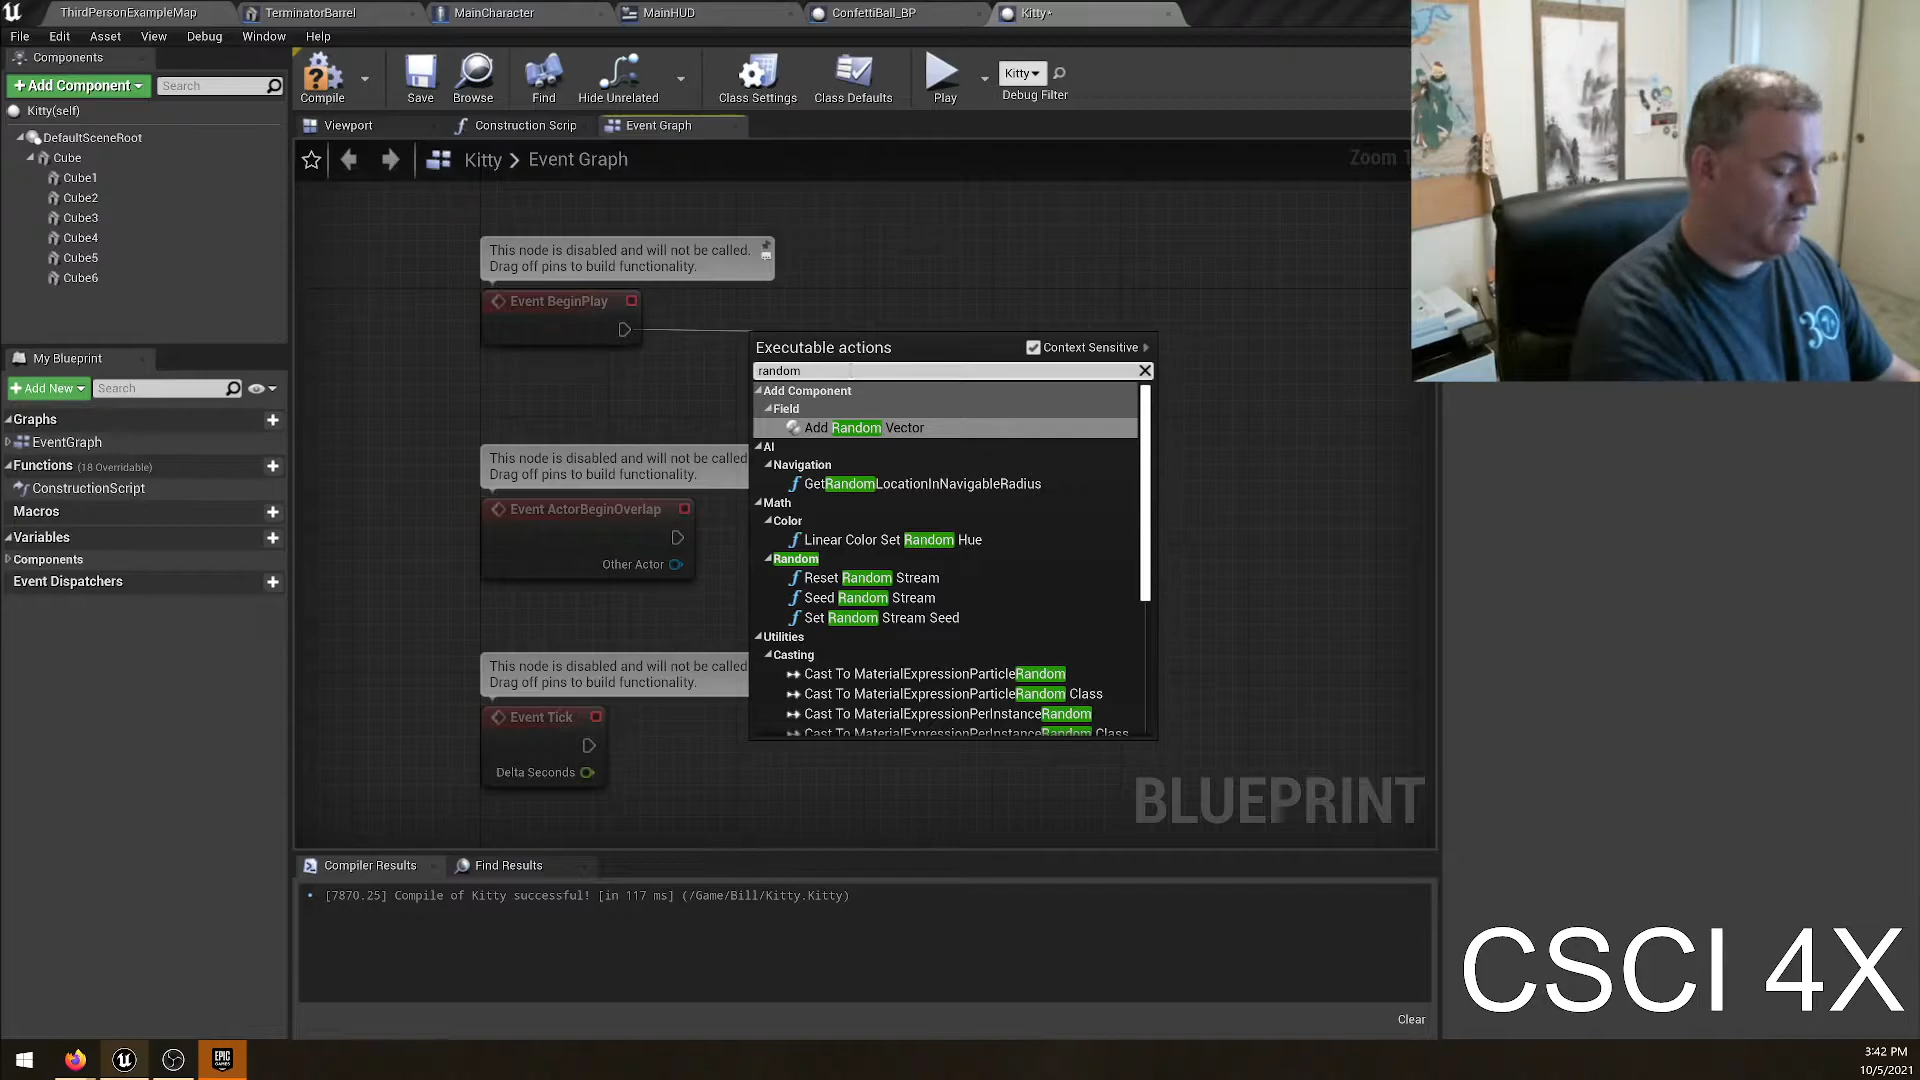 ThirdPersonExampleMap
TerminatorBarrel
MainCharacter
MainHUD
ConfettiBall_BP
Kitty*
File Edit Asset View Debug Window Help
Components
+Add Component
Search
Kitty(self)
DefaultSceneRoot
Cube
Cube1
Cube2
Cube3
Cube4
Cube5
Cube6
My Blueprint
+Add New
Search
Graphs
EventGraph
Functions (18 Overridable)
ConstructionScript
Macros
Variables
Components
Event Dispatchers
Compile
Save
Browse
Find
Hide Unrelated
Class Settings
Class Defaults
Play
Kitty
Debug Filter
Viewport
Construction Scrip
Event Graph
Kitty > Event Graph
Zoom
This node is disabled and will not be called.
Drag off pins to build functionality.
Event BeginPlay
This node is disabled and will not be called
Drag off pins to build functionality.
Event ActorBeginOverlap
Other Actor
This node is disabled and will not be called
Drag off pins to build functionality.
Event Tick
Delta Seconds
Executable actions
Context Sensitive
random
Add Component
Field
Add Random Vector
AI
Navigation
GetRandomLocationInNavigableRadius
Math
Color
Linear Color Set Random Hue
Random
Reset Random Stream
Seed Random Stream
Set Random Stream Seed
Utilities
Casting
Cast To MaterialExpressionParticleRandom
Cast To MaterialExpressionParticleRandom Class
Cast To MaterialExpressionPerInstanceRandom
Cast To MaterialExpressionPerInstanceRandom Class
BLUEPRINT
Compiler Results
Find Results
[7870.25] Compile of Kitty successful! [in 117 ms] (/Game/Bill/Kitty.Kitty)
Clear
CSCI 4X
EPIC
GAMES
3:42 PM
10/5/2021